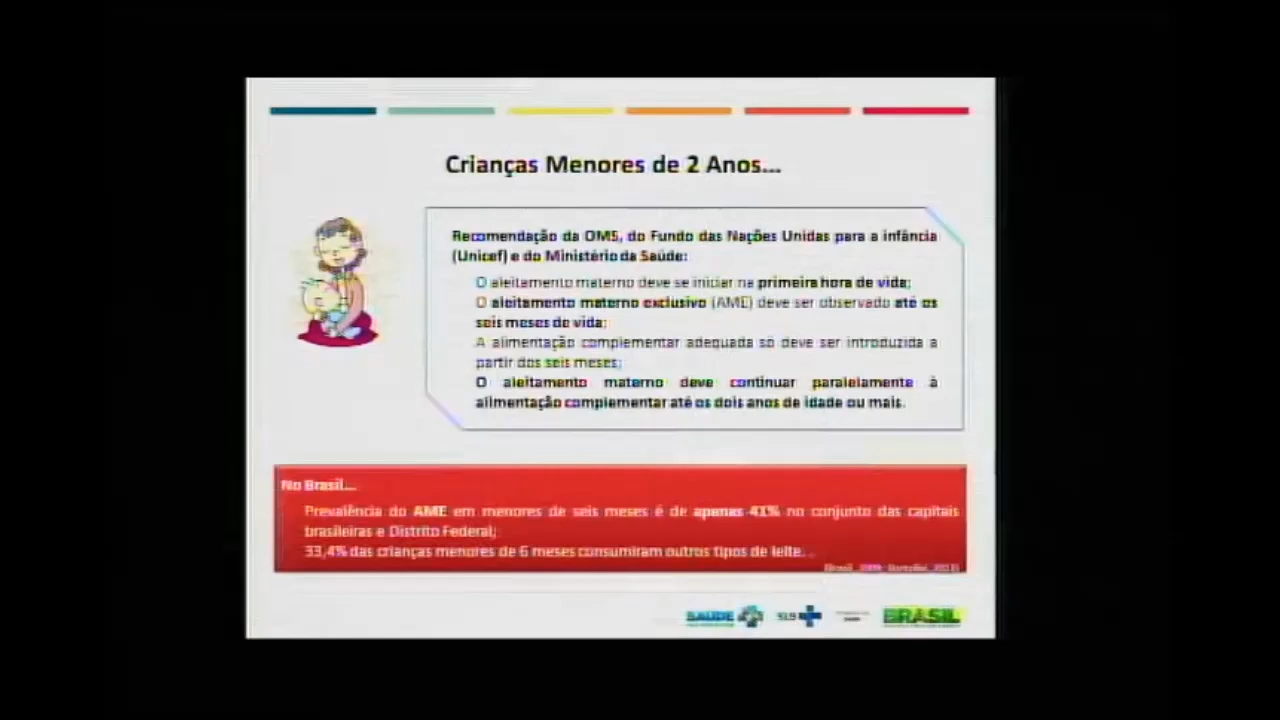 Crianças Menores de 2 Anos...
Recomendação da OMS, do Fundo das Nações Unidas para a infância
(Unicef) e do Ministério da Saúde:
O aleitamento materno deve se iniciar na primeira hora de vida;
O aleitamento materno exclusivo (AME) deve ser observado até os
seis meses de vida;
A alimentação complementar adequada só deve ser introduzida a
partir dos seis meses;
O aleitamento materno deve continuar paralelamente à
alimentação complementar até os dois anos de idade ou mais.
No Brasil...
Prevalência do AME em menores de seis meses é de apenas 41% no conjunto das capitais
brasileiras e Distrito Federal;
33,4% das crianças menores de 6 meses consumiram outros tipos de leite...
SAÚDE SUS BRASIL